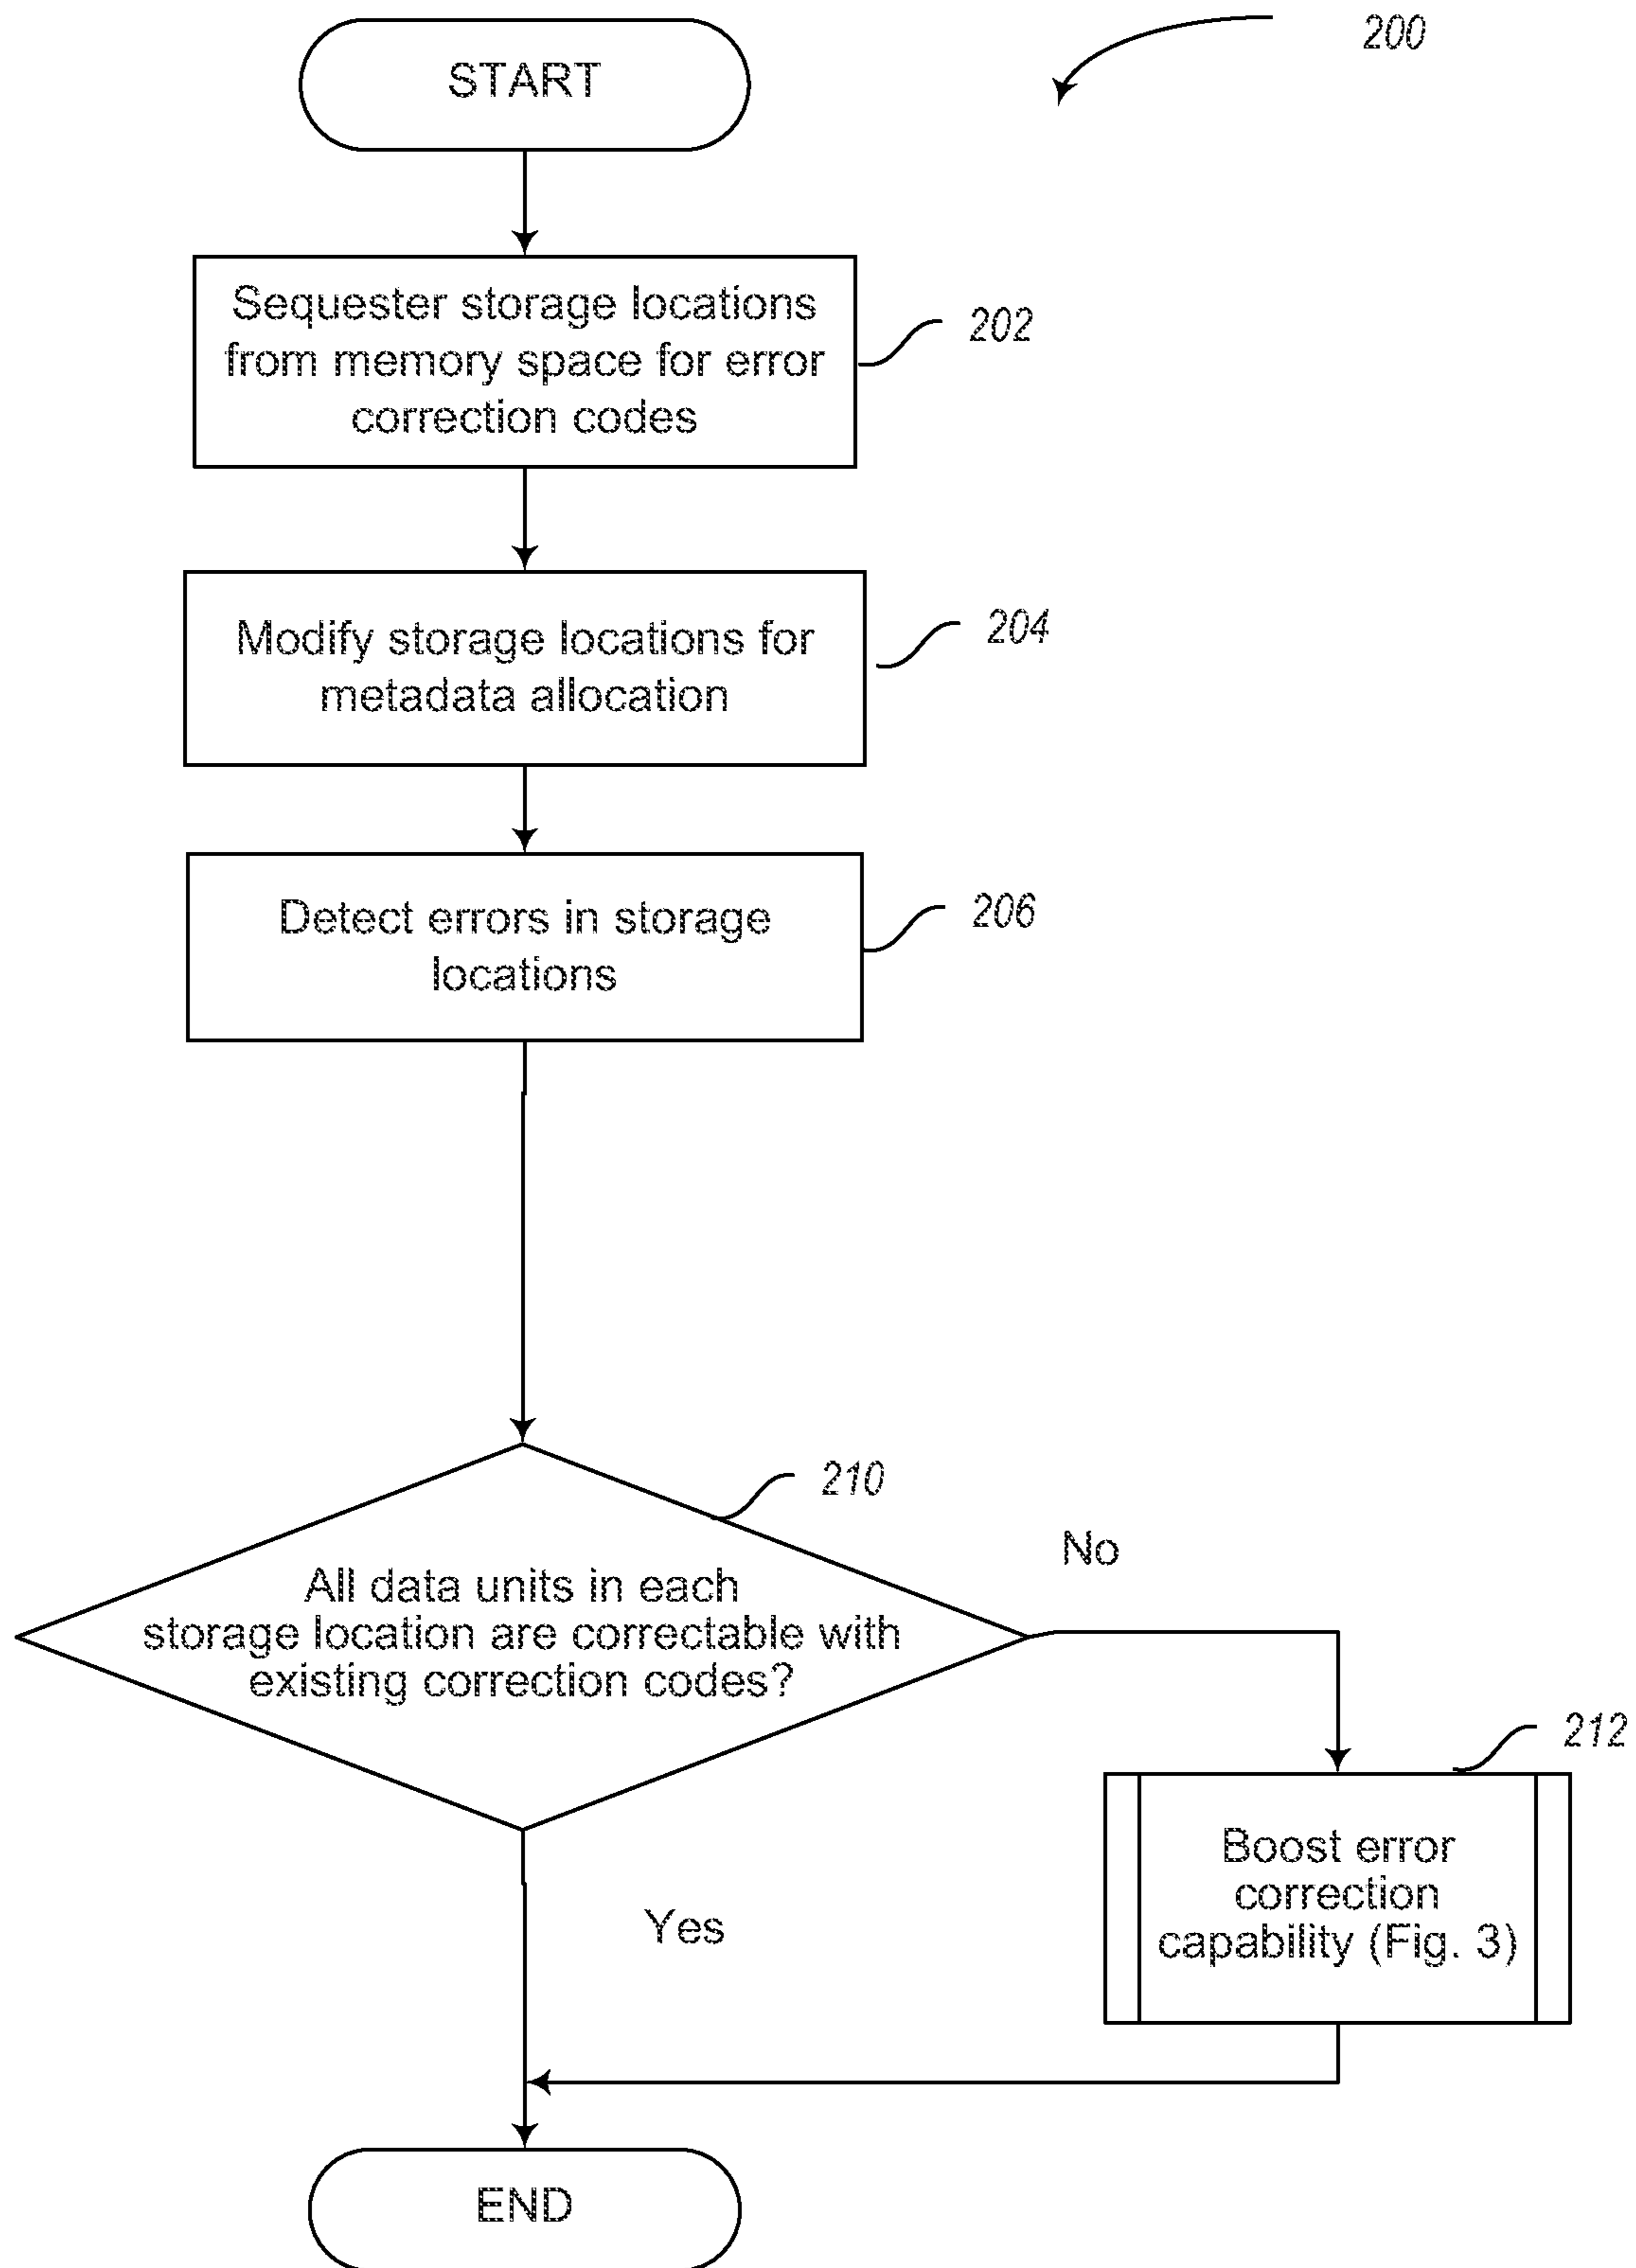 200
START
Sequester storage locations
from memory space for error
correction codes
202
Modify storage locations for
metadata allocation
204
Detect errors in storage
locations
206
210
All data units in each
storage location are correctable with
existing correction codes?
No
212
Boost error
correction
capability (Fig. 3)
Yes
END